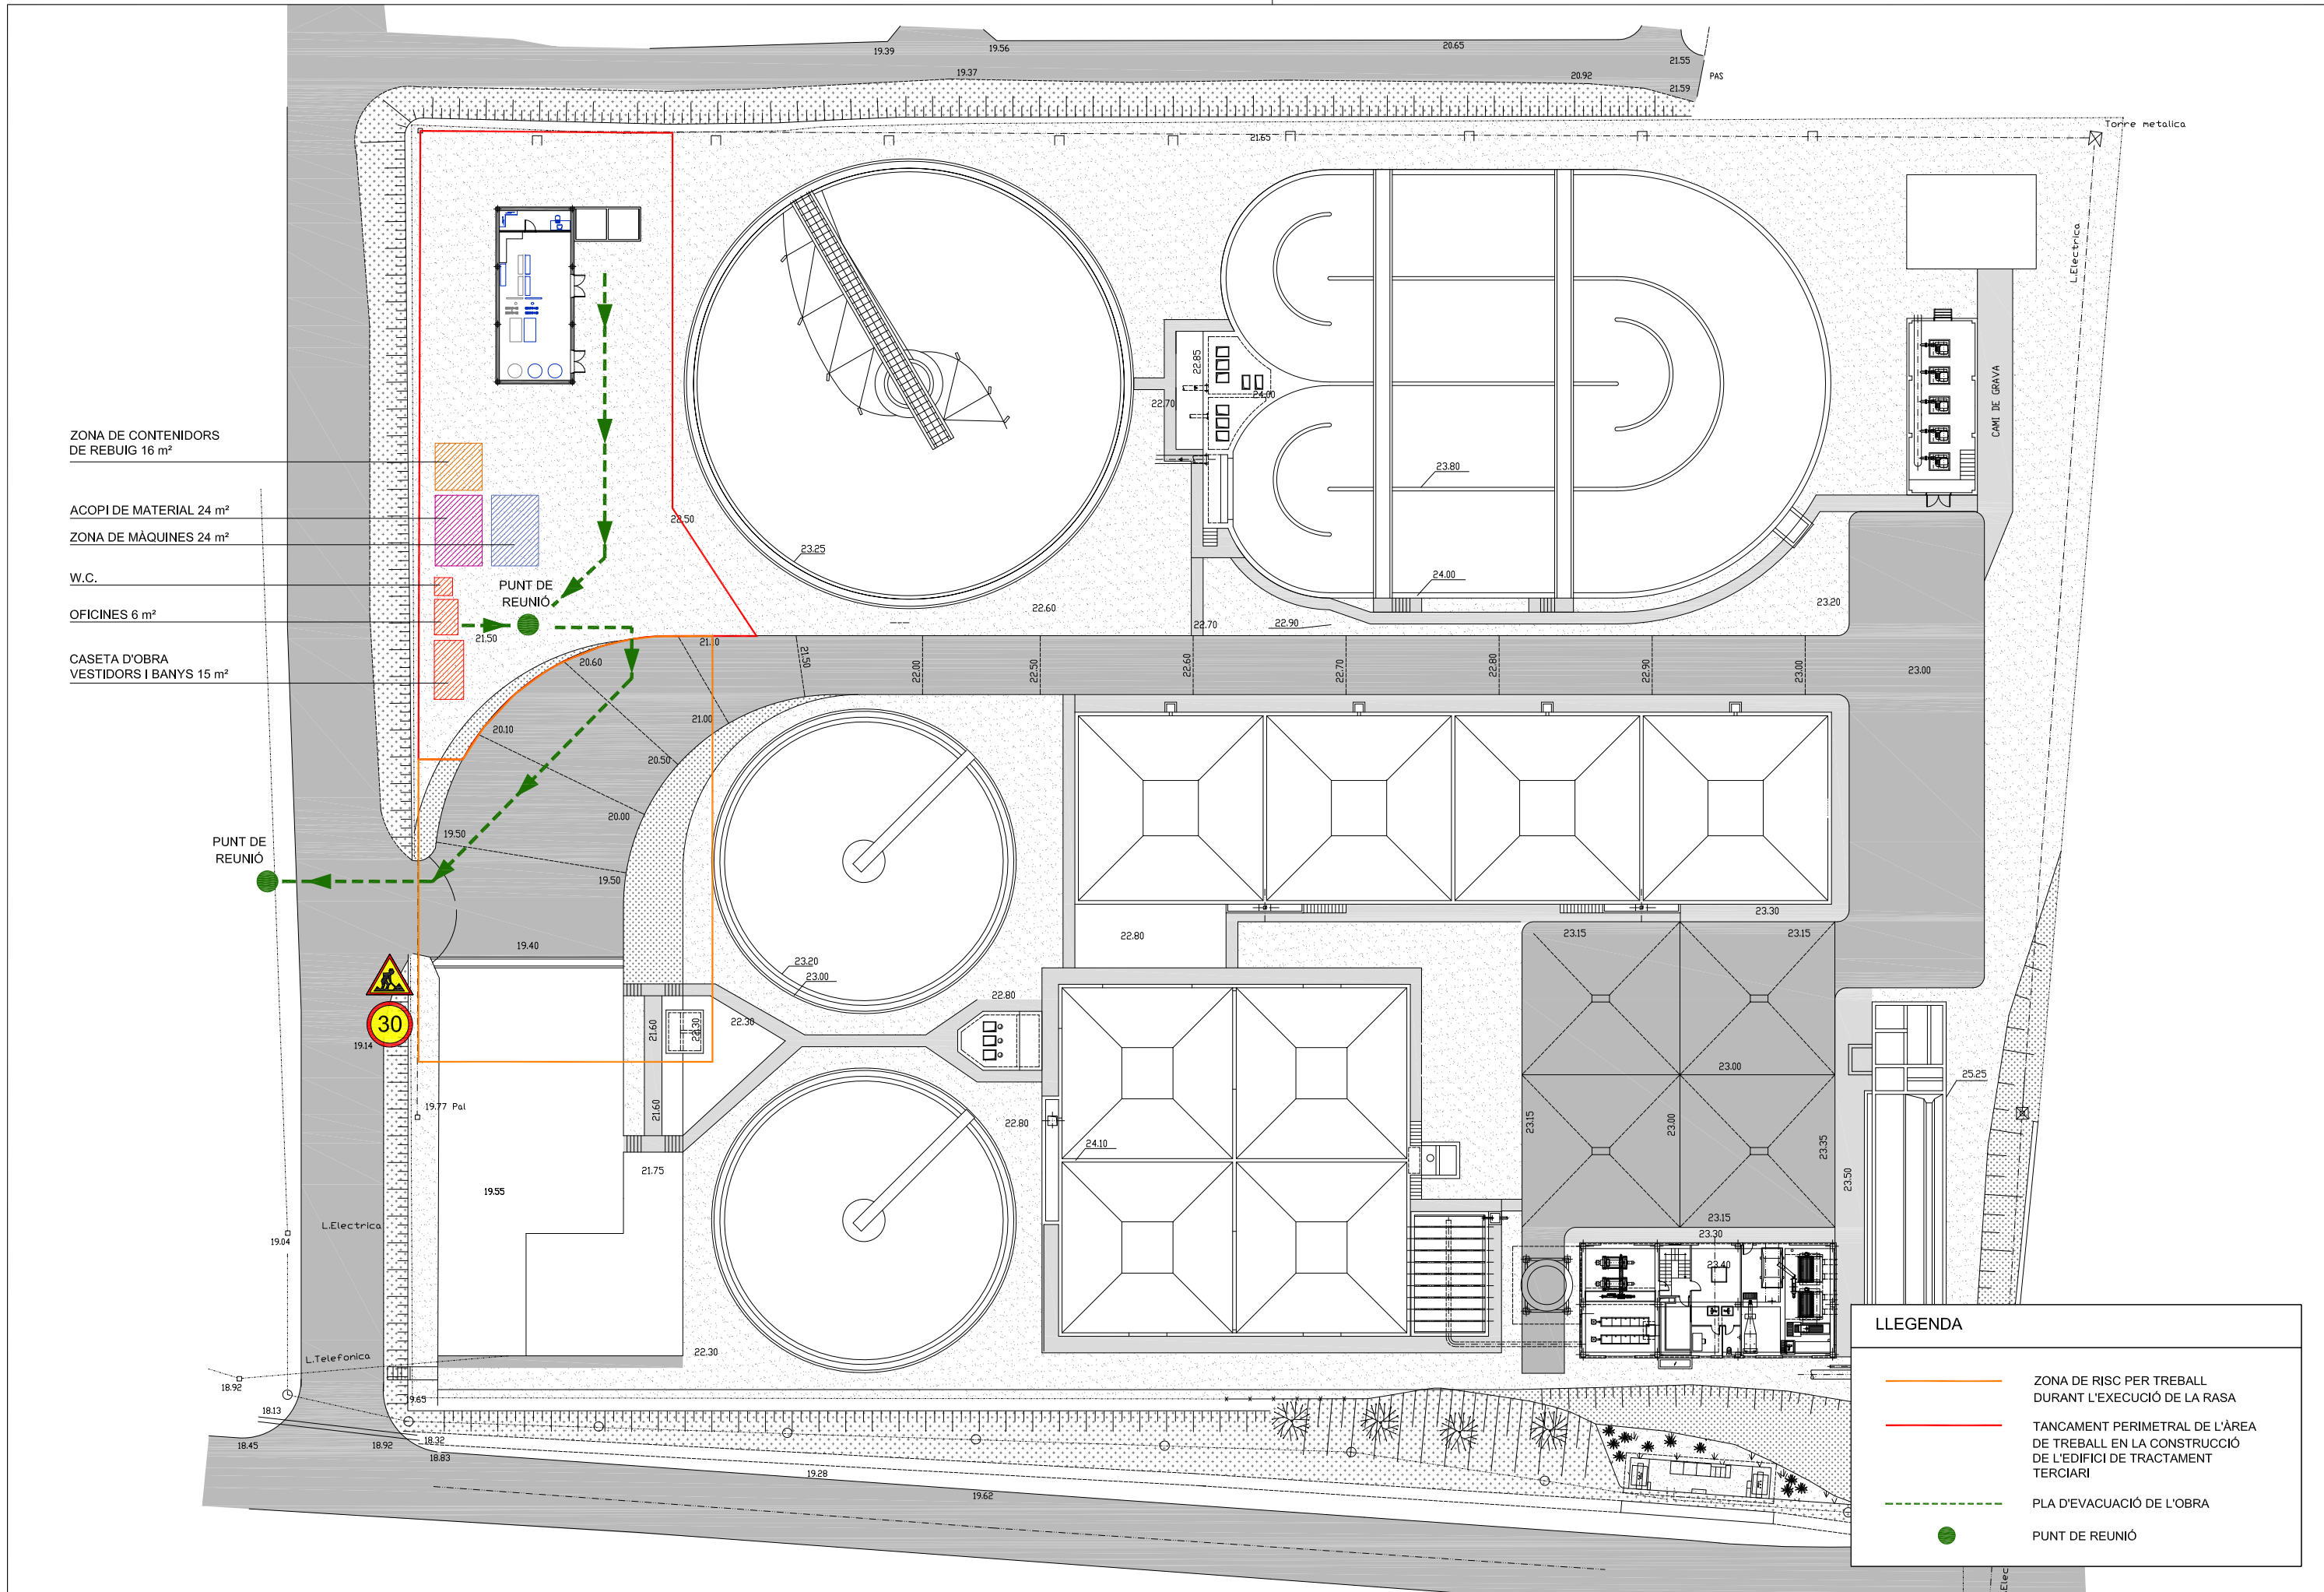 19.39
19.56
20.65
21.55
19.37
20.92
PAS
21.59
21.65
Torre metalica
L.Electrica
22.85
24.00
22.70
CAMI DE GRAVA
ZONA DE CONTENIDORS
DE REBUIG 16 m²
23.80
ACOPI DE MATERIAL 24 m²
22.50
ZONA DE MÀQUINES 24 m²
23.25
W.C.
24.00
PUNT DE
REUNIÓ
22.60
23.20
OFICINES 6 m²
21.50
22.70
22.90
21.10
CASETA D'OBRA
VESTIDORS I BANYS 15 m²
20.60
21.50
22.00
22.50
22.60
22.70
22.80
22.90
23.00
23.00
21.00
20.10
20.50
20.00
19.50
PUNT DE
REUNIÓ
19.50
23.30
19.40
22.80
23.15
23.15
23.20
23.00
22.80
30
21.60
22.30
22.30
19.14
23.00
25.25
19.77 Pal
21.60
22.80
23.15
23.00
23.35
24.10
21.75
19.55
23.50
L.Electrica
19.04
23.15
23.30
23.40
LLEGENDA
L.Telefonica
22.30
18.92
ZONA DE RISC PER TREBALL
DURANT L'EXECUCIÓ DE LA RASA
19.65
18.13
TANCAMENT PERIMETRAL DE L'ÀREA
DE TREBALL EN LA CONSTRUCCIÓ
DE L'EDIFICI DE TRACTAMENT
TERCIARI
18.45
18.92
18.32
18.83
19.28
19.62
PLA D'EVACUACIÓ DE L'OBRA
PUNT DE REUNIÓ